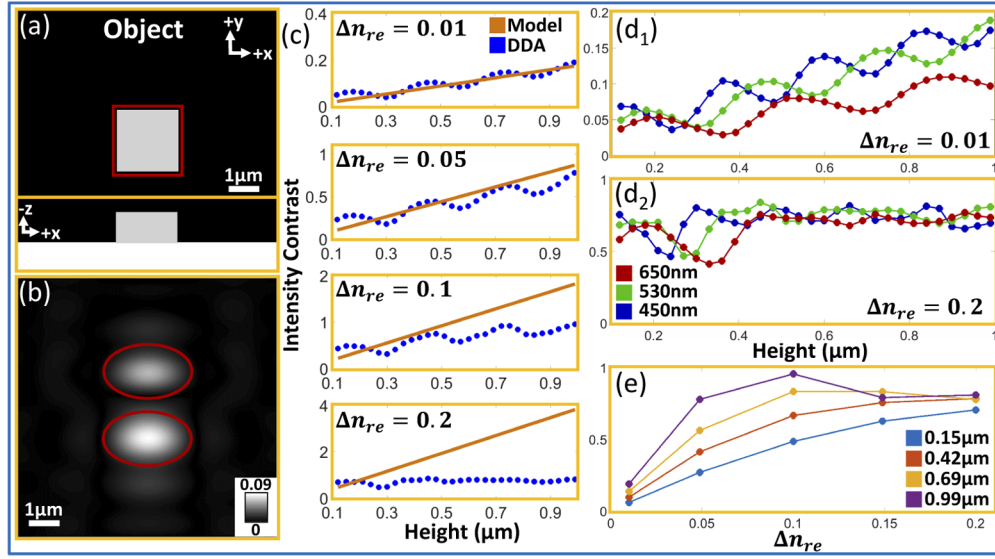 (a)
Object
+y
+x
1μm
-z
+x
(b)
1μm
0.09
0
(c)
Intensity Contrast
Model
DDA
Δn_re = 0.01
0.4
0.2
0
0.1 0.3 0.5 0.7 0.9
Δn_re = 0.05
1
0.5
0
0.1 0.3 0.5 0.7 0.9
Δn_re = 0.1
2
1
0
0.1 0.3 0.5 0.7 0.9
Δn_re = 0.2
4
2
0
0.1 0.3 0.5 0.7 0.9
Height (μm)
(d₁)
0.2
0.15
0.1
0.05
0
0.2 0.4 0.6 0.8 1
Δn_re = 0.01
(d₂)
1
0.5
0
650nm
530nm
450nm
Δn_re = 0.2
0.2 0.4 0.6 0.8 1
Height (μm)
(e)
1
0.5
0
0.15μm
0.42μm
0.69μm
0.99μm
0.05 0.1 0.15 0.2
Δn_re